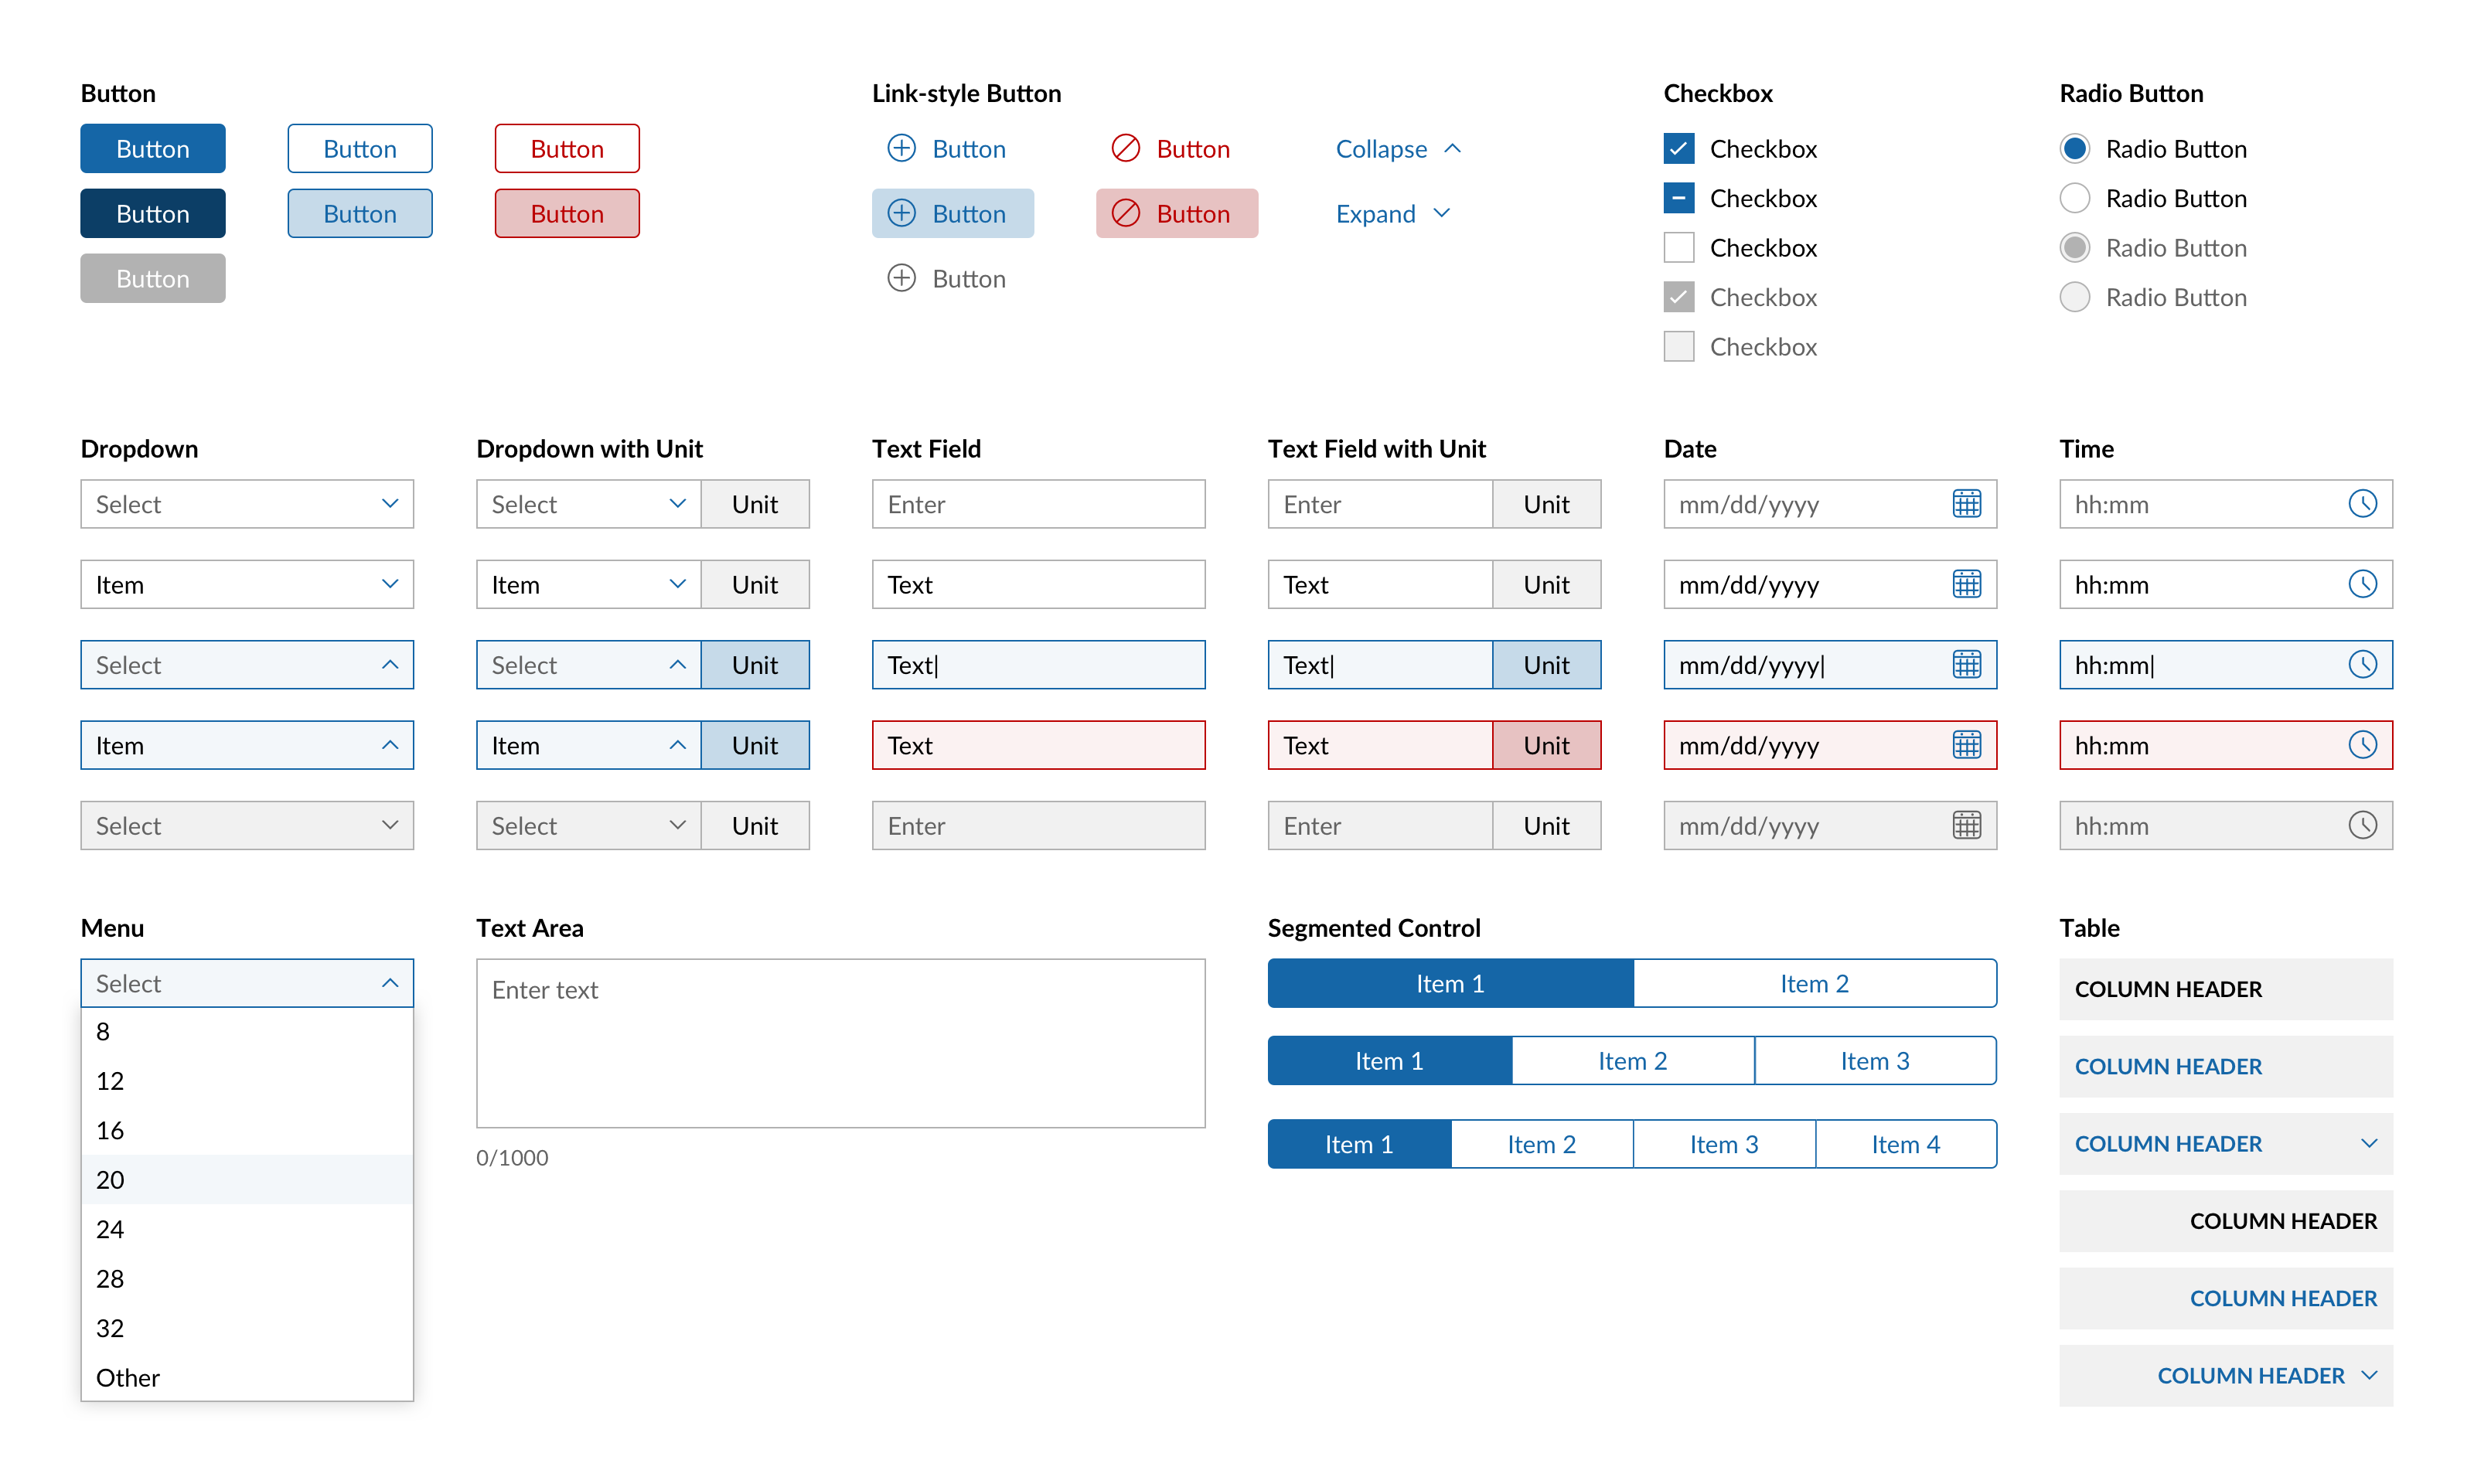 Button
Button Button Button
Button Button Button
Button
Link-style Button
Button Button Collapse
Button Button Expand
Button
Checkbox
Checkbox
Checkbox
Checkbox
Checkbox
Checkbox
Radio Button
Radio Button
Radio Button
Radio Button
Radio Button
Dropdown
Select
Item
Select
Item
Select
Dropdown with Unit
Select Unit
Item Unit
Select Unit
Item Unit
Select Unit
Text Field
Enter
Text
Text|
Text
Enter
Text Field with Unit
Enter Unit
Text Unit
Text| Unit
Text Unit
Enter Unit
Date
mm/dd/yyyy
mm/dd/yyyy
mm/dd/yyyy|
mm/dd/yyyy
mm/dd/yyyy
Time
hh:mm
hh:mm
hh:mm|
hh:mm
hh:mm
Menu
Select
8
12
16
20
24
28
32
Other
Text Area
Enter text
0/1000
Segmented Control
Item 1 Item 2
Item 1 Item 2 Item 3
Item 1 Item 2 Item 3 Item 4
Table
COLUMN HEADER
COLUMN HEADER
COLUMN HEADER
COLUMN HEADER
COLUMN HEADER
COLUMN HEADER